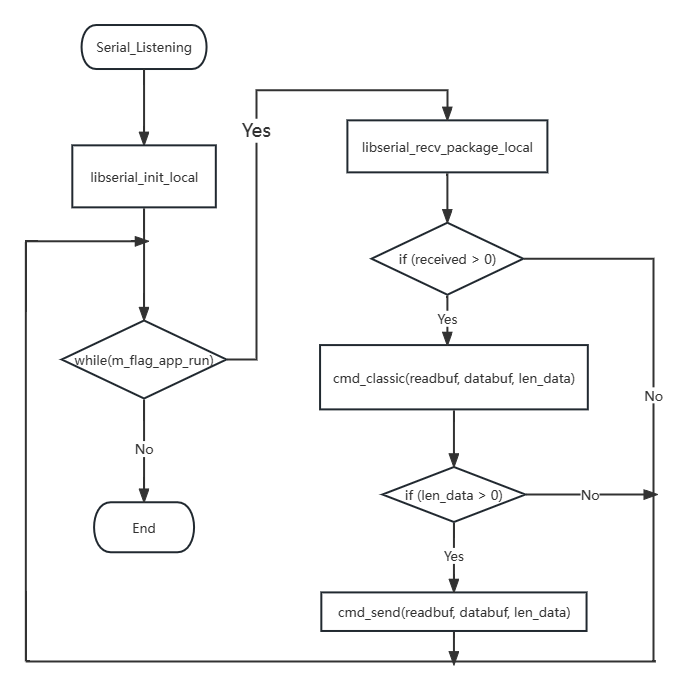 Serial_Listening
libserial_init_local
while(m_flag_app_run)
No
End
Yes
libserial_recv_package_local
if (received > 0)
Yes
No
cmd_classic(readbuf, databuf, len_data)
if (len_data > 0)
No
Yes
cmd_send(readbuf, databuf, len_data)